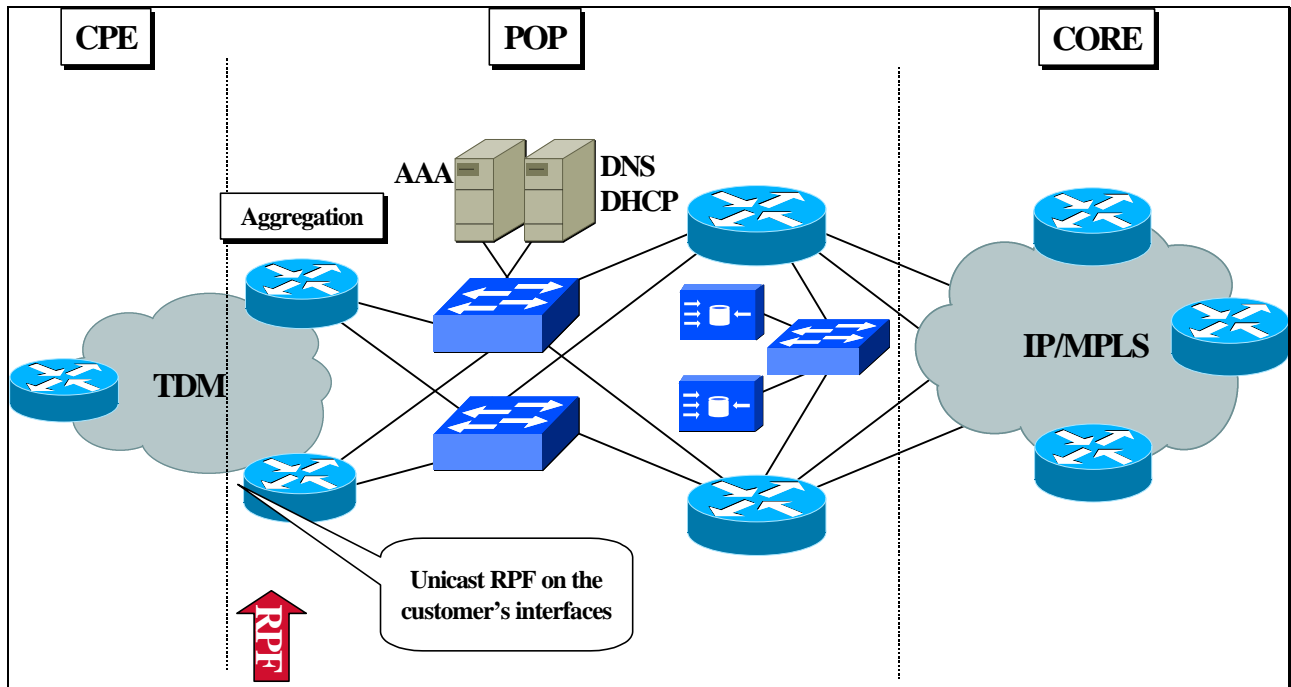 CPE
POP
CORE
AAA
DNS
DHCP
Aggregation
TDM
IP/MPLS
Unicast RPF on the
customer's interfaces
RPF